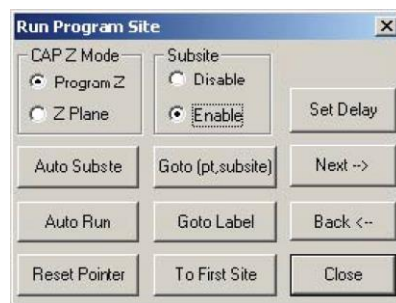 Run Program Site
CAP Z Mode
Program Z
Z Plane
Subsite
Disable
Enable
Set Delay
Auto Subste
Goto (pt,subsite)
Next -->
Auto Run
Goto Label
Back <--
Reset Pointer
To First Site
Close